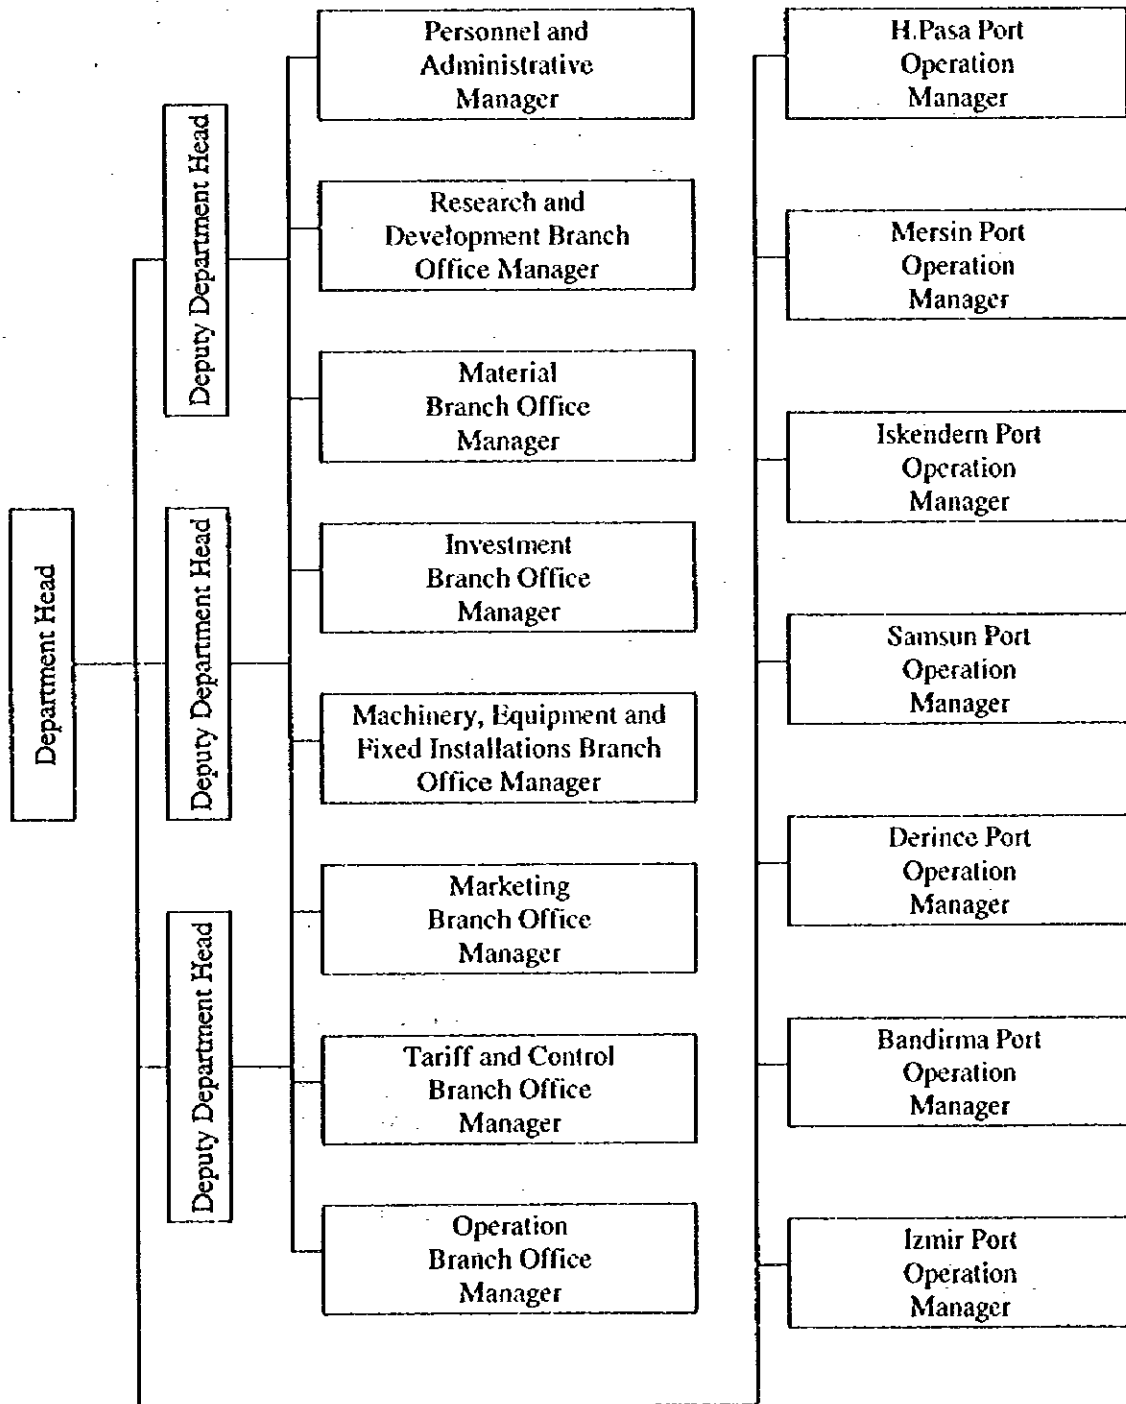 Department Head
Deputy Department Head
Deputy Department Head
Deputy Department Head
Personnel and
Administrative
Manager
Research and
Development Branch
Office Manager
Material
Branch Office
Manager
Investment
Branch Office
Manager
Machinery, Equipment and
Fixed Installations Branch
Office Manager
Marketing
Branch Office
Manager
Tariff and Control
Branch Office
Manager
Operation
Branch Office
Manager
H.Pasa Port
Operation
Manager
Mersin Port
Operation
Manager
Iskendern Port
Operation
Manager
Samsun Port
Operation
Manager
Derince Port
Operation
Manager
Bandirma Port
Operation
Manager
Izmir Port
Operation
Manager